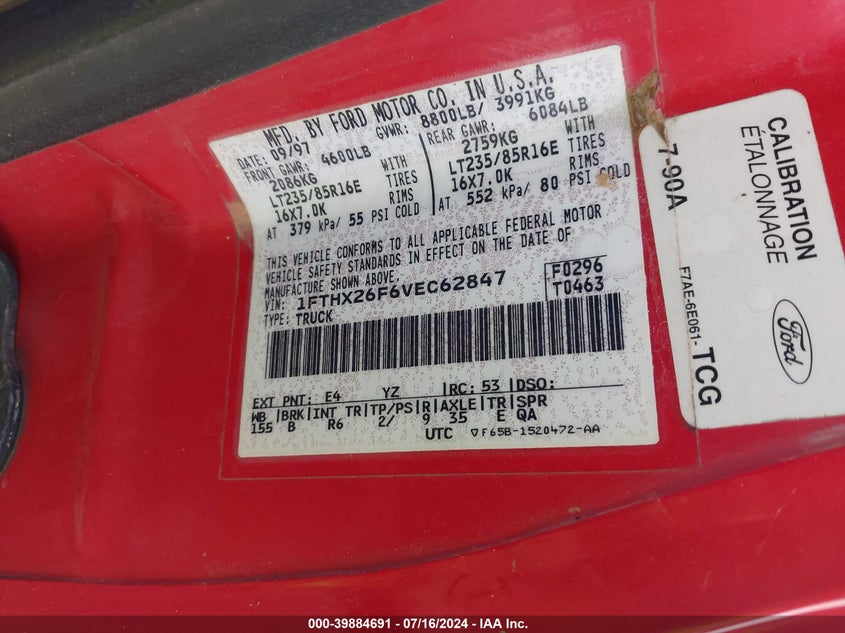 MFD. BY FORD MOTOR CO. IN U.S.A.
DATE: 09/97 GVWR: 8800LB/ 3991KG
FRONT GAWR: 4600LB REAR GAWR: 6084LB
2086KG WITH 2759KG WITH
LT235/85R16E TIRES LT235/85R16E TIRES
16X7.0K RIMS 16X7.0K RIMS
AT 379 kPa/ 55 PSI COLD AT 552 kPa/ 80 PSI COLD
THIS VEHICLE CONFORMS TO ALL APPLICABLE FEDERAL MOTOR
VEHICLE SAFETY STANDARDS IN EFFECT ON THE DATE OF
MANUFACTURE SHOWN ABOVE.
VIN: 1FTHX26F6VEC62847 F0296
TYPE: TRUCK T0463
EXT PNT: E4 YZ RC: 53 DSO:
WB BRK INT TR TP/PS R AXLE TR SPR
155 B R6 2/ 9 35 E QA
UTC F65B-1520472-AA
CALIBRATION
ÉTALONNAGE
7-90A
F7AE-6E061-TCG
Ford
000-39884691 - 07/16/2024 - IAA Inc.